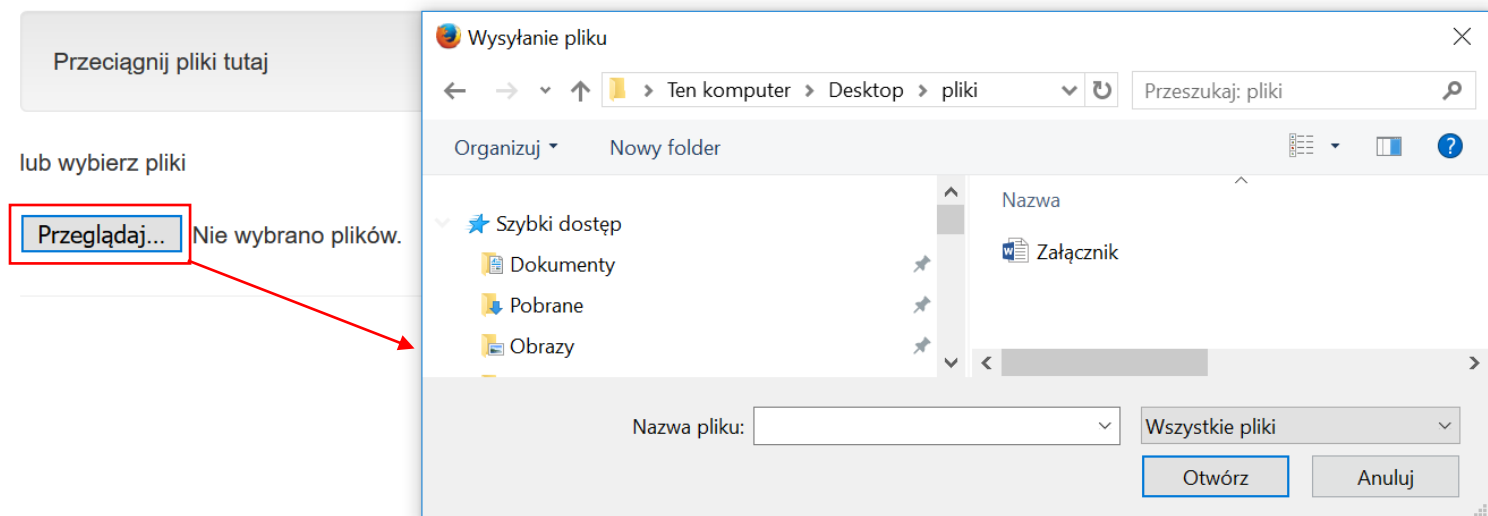 Przeciągnij pliki tutaj
lub wybierz pliki
Przeglądaj... Nie wybrano plików.
Wysyłanie pliku
Ten komputer > Desktop > pliki
Przeszukaj: pliki
Organizuj
Nowy folder
?
Szybki dostęp
Dokumenty
Pobrane
Obrazy
Nazwa
Załącznik
Nazwa pliku:
Wszystkie pliki
Otwórz
Anuluj